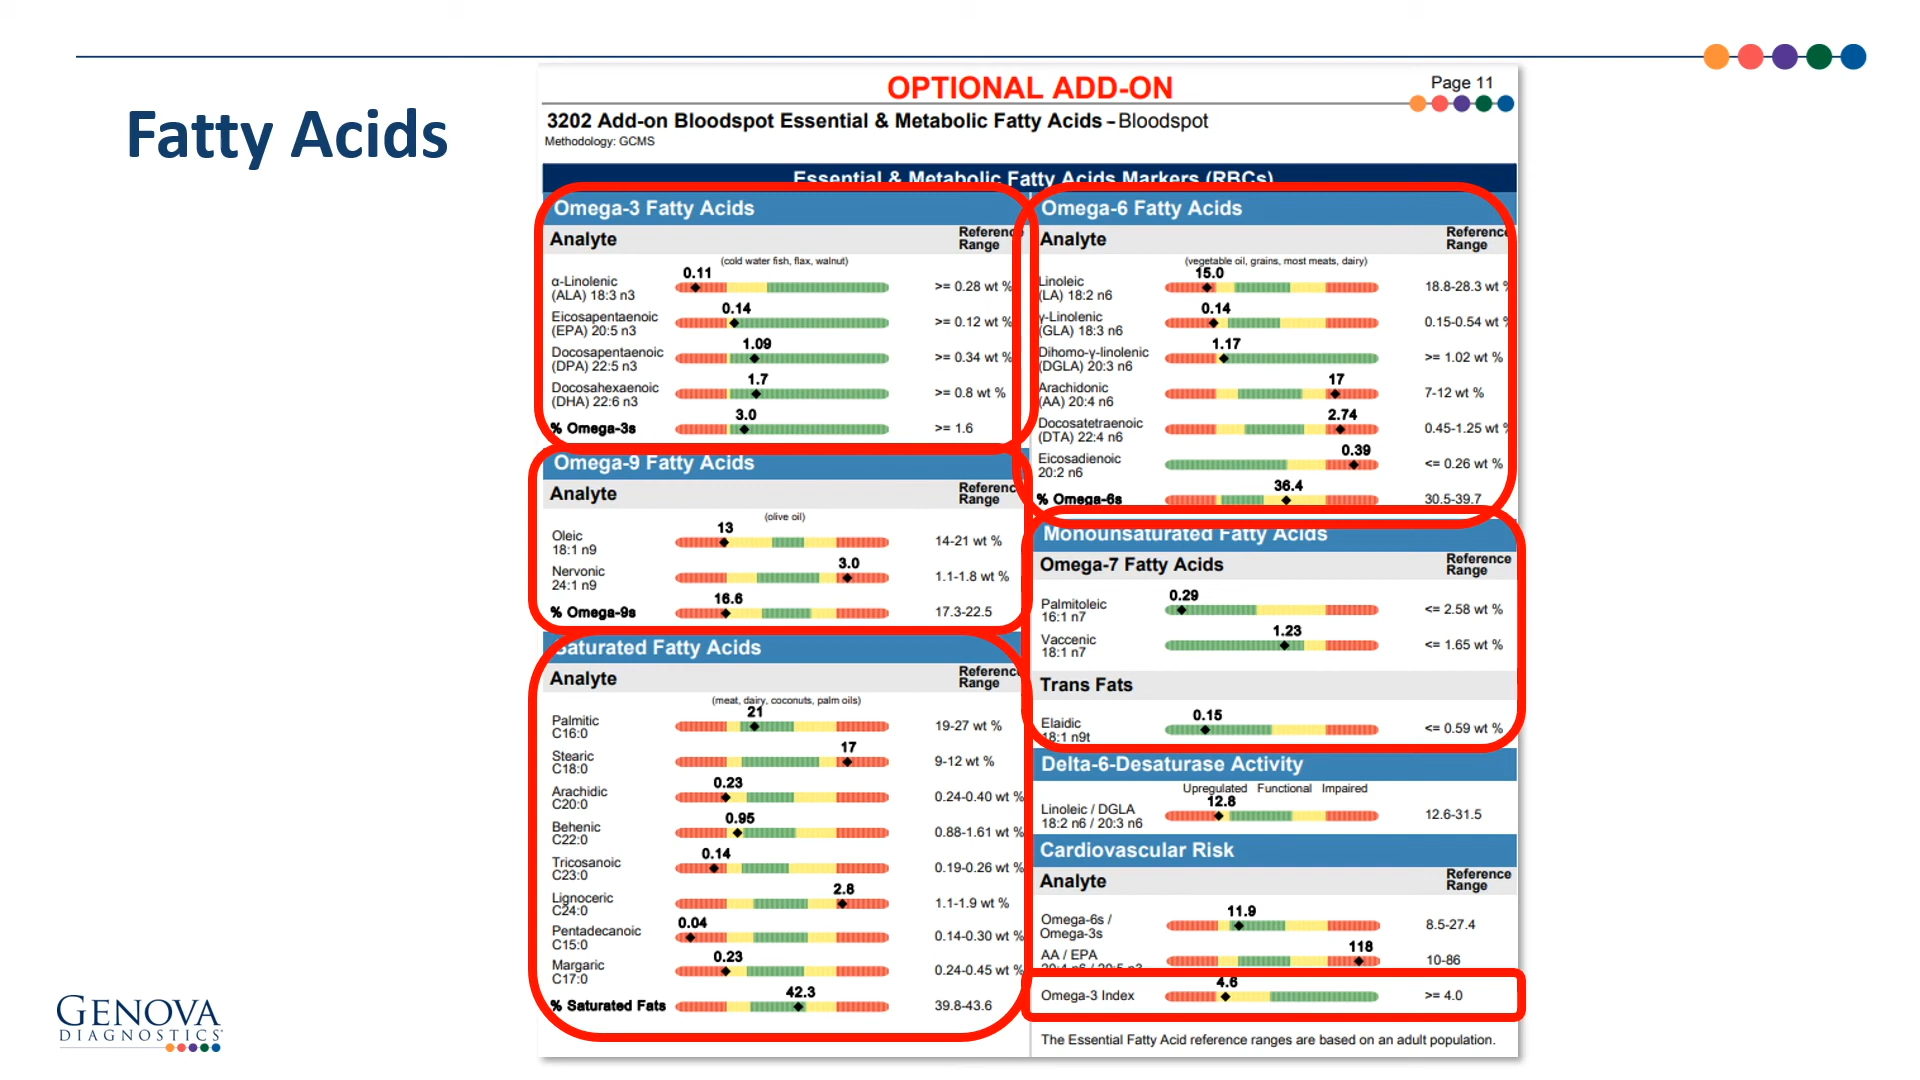 Fatty Acids
OPTIONAL ADD-ON
Page 11
3202 Add-on Bloodspot Essential & Metabolic Fatty Acids - Bloodspot
Methodology: GCMS
Essential & Metabolic Fatty Acids Markers (RBCs)
Omega-3 Fatty Acids
Analyte Reference Range
(cold water fish, flax, walnut)
α-Linolenic (ALA) 18:3 n3 0.11 >= 0.28 wt %
Eicosapentaenoic (EPA) 20:5 n3 0.14 >= 0.12 wt %
Docosapentaenoic (DPA) 22:5 n3 1.09 >= 0.34 wt %
Docosahexaenoic (DHA) 22:6 n3 1.7 >= 0.8 wt %
% Omega-3s 3.0 >= 1.6
Omega-9 Fatty Acids
Analyte Reference Range
(olive oil)
Oleic 18:1 n9 13 14-21 wt %
Nervonic 24:1 n9 3.0 1.1-1.8 wt %
% Omega-9s 16.6 17.3-22.5
Saturated Fatty Acids
Analyte Reference Range
(meat, dairy, coconuts, palm oils)
Palmitic C16:0 21 19-27 wt %
Stearic C18:0 17 9-12 wt %
Arachidic C20:0 0.23 0.24-0.40 wt %
Behenic C22:0 0.95 0.88-1.61 wt %
Tricosanoic C23:0 0.14 0.19-0.26 wt %
Lignoceric C24:0 2.8 1.1-1.9 wt %
Pentadecanoic C15:0 0.04 0.14-0.30 wt %
Margaric C17:0 0.23 0.24-0.45 wt %
% Saturated Fats 42.3 39.8-43.6
Omega-6 Fatty Acids
Analyte Reference Range
(vegetable oil, grains, most meats, dairy)
Linoleic (LA) 18:2 n6 15.0 18.8-28.3 wt %
γ-Linolenic (GLA) 18:3 n6 0.14 0.15-0.54 wt %
Dihomo-γ-linolenic (DGLA) 20:3 n6 1.17 >= 1.02 wt %
Arachidonic (AA) 20:4 n6 17 7-12 wt %
Docosatetraenoic (DTA) 22:4 n6 2.74 0.45-1.25 wt %
Eicosadienoic 20:2 n6 0.39 <= 0.26 wt %
% Omega-6s 36.4 30.5-39.7
Monounsaturated Fatty Acids
Omega-7 Fatty Acids Reference Range
Palmitoleic 16:1 n7 0.29 <= 2.58 wt %
Vaccenic 18:1 n7 1.23 <= 1.65 wt %
Trans Fats
Elaidic 18:1 n9t 0.15 <= 0.59 wt %
Delta-6-Desaturase Activity
Upregulated Functional Impaired
Linoleic / DGLA 18:2 n6 / 20:3 n6 12.8 12.6-31.5
Cardiovascular Risk
Analyte Reference Range
Omega-6s / Omega-3s 11.9 8.5-27.4
AA / EPA 20:4 n6 / 20:5 n3 118 10-86
Omega-3 Index 4.6 >= 4.0
The Essential Fatty Acid reference ranges are based on an adult population.
GENOVA
DIAGNOSTICS